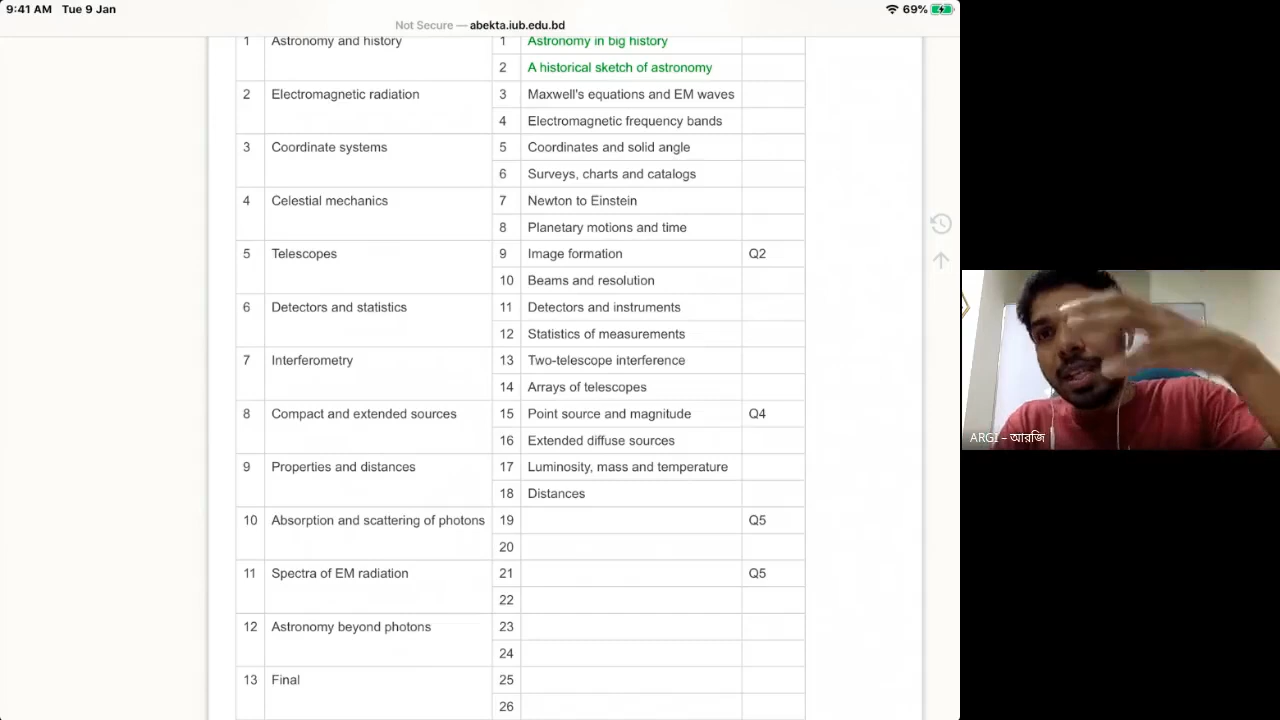 9:41 AM Tue 9 Jan
69%
Not Secure — abekta.iub.edu.bd
1 Astronomy and history 1 Astronomy in big history
2 A historical sketch of astronomy
2 Electromagnetic radiation 3 Maxwell's equations and EM waves
4 Electromagnetic frequency bands
3 Coordinate systems 5 Coordinates and solid angle
6 Surveys, charts and catalogs
4 Celestial mechanics 7 Newton to Einstein
8 Planetary motions and time
5 Telescopes 9 Image formation Q2
10 Beams and resolution
6 Detectors and statistics 11 Detectors and instruments
12 Statistics of measurements
7 Interferometry 13 Two-telescope interference
14 Arrays of telescopes
8 Compact and extended sources 15 Point source and magnitude Q4
16 Extended diffuse sources
9 Properties and distances 17 Luminosity, mass and temperature
18 Distances
10 Absorption and scattering of photons 19 Q5
20
11 Spectra of EM radiation 21 Q5
22
12 Astronomy beyond photons 23
24
13 Final 25
26
ARGI – আরজি